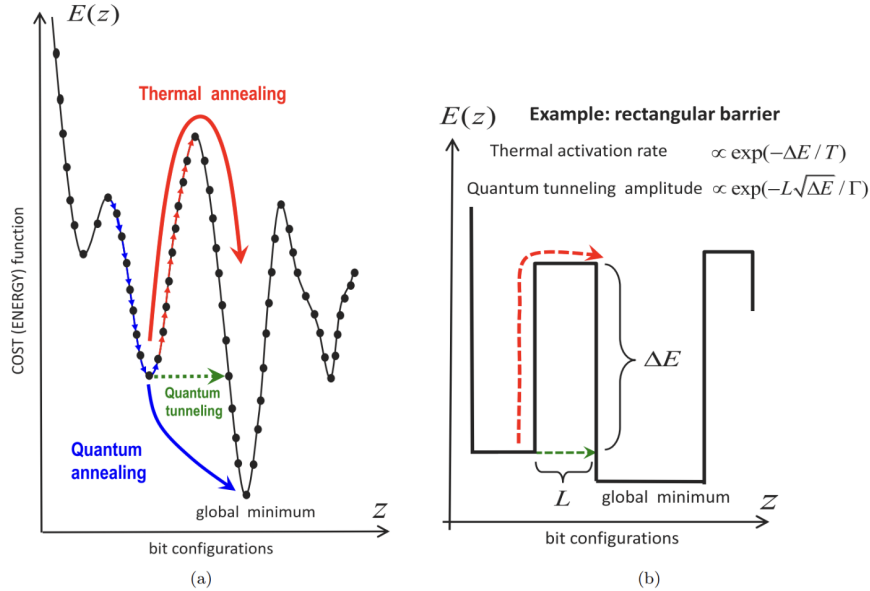 E(z)
Thermal annealing
COST (ENERGY) function
Quantum
tunneling
Quantum
annealing
global minimum
z
bit configurations
(a)
Example: rectangular barrier
E(z)
Thermal activation rate ∝ exp(−ΔE / T)
Quantum tunneling amplitude ∝ exp(−L√ΔE / Γ)
ΔE
L
global minimum
z
bit configurations
(b)